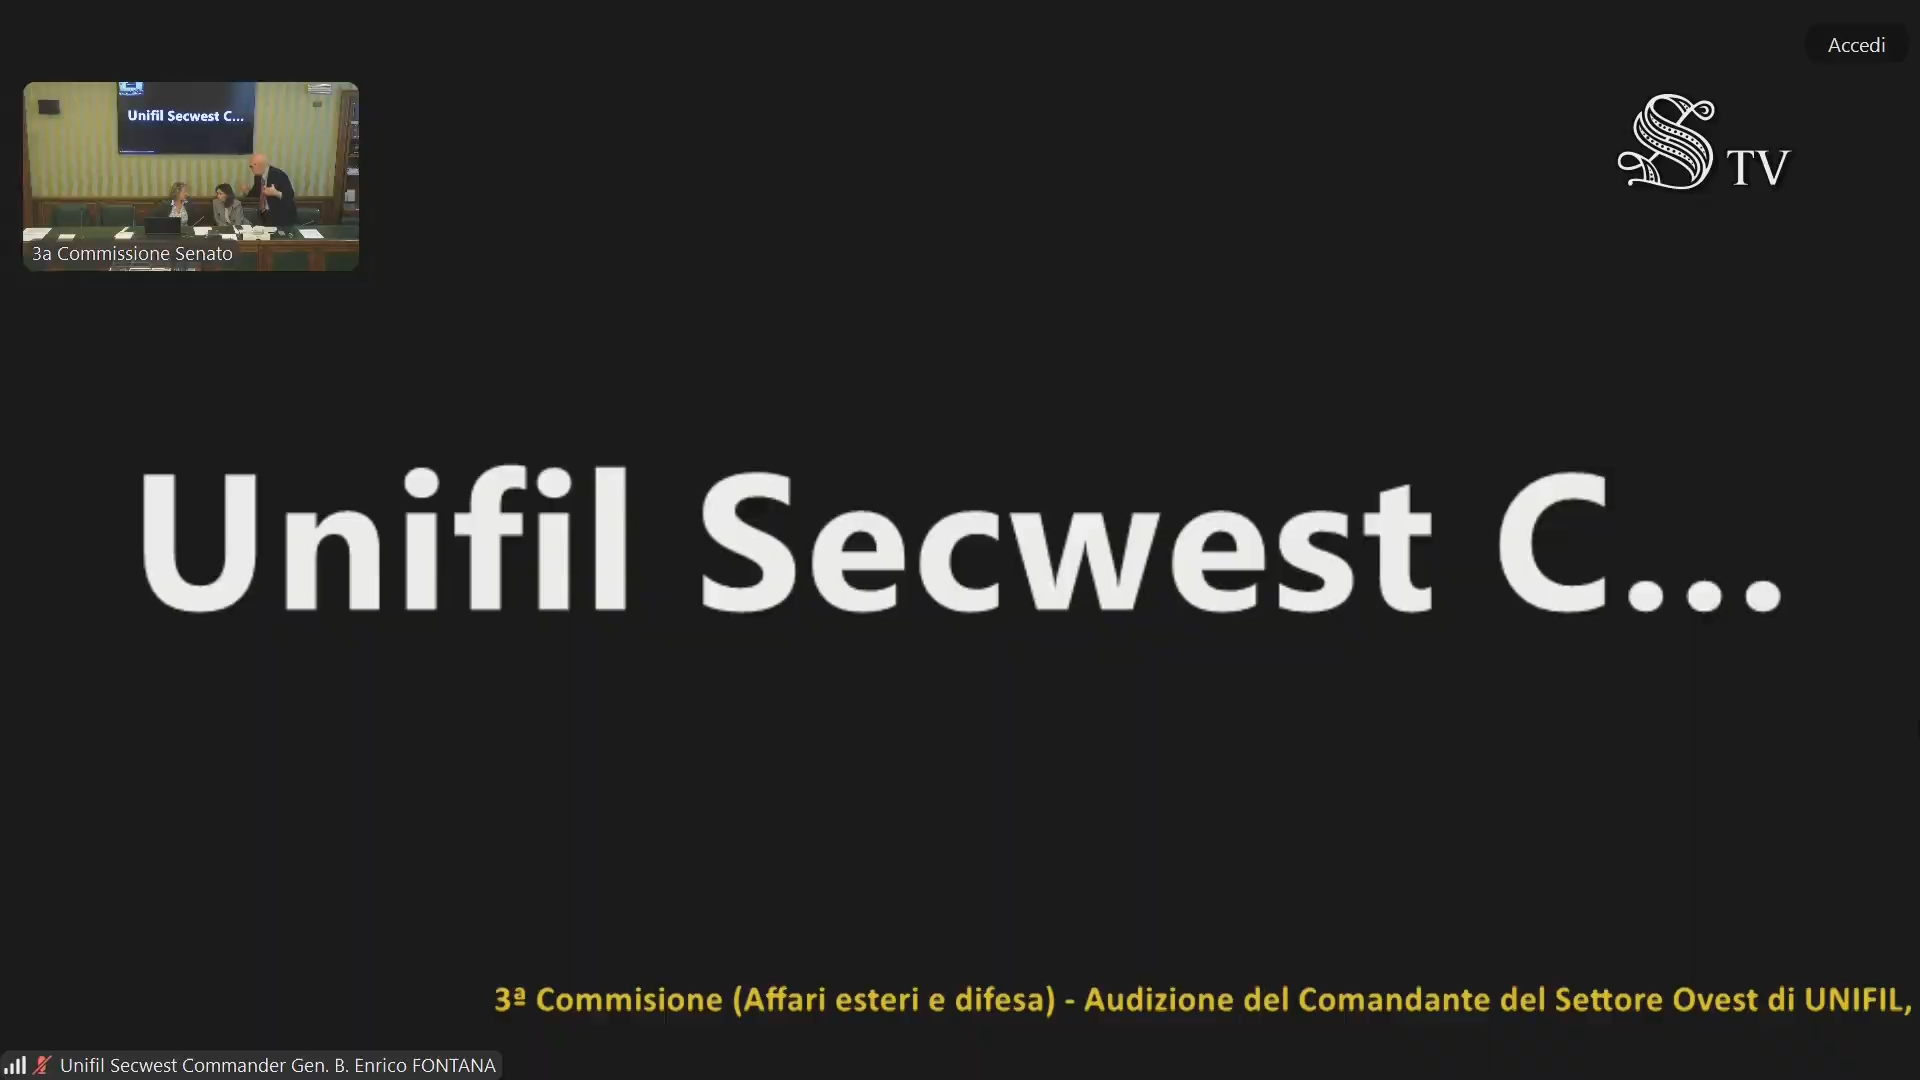 Accedi
Unifil Secwest C...
3a Commissione Senato
S TV
Unifil Secwest C...
3ª Commisione (Affari esteri e difesa) - Audizione del Comandante del Settore Ovest di UNIFIL,
Unifil Secwest Commander Gen. B. Enrico FONTANA